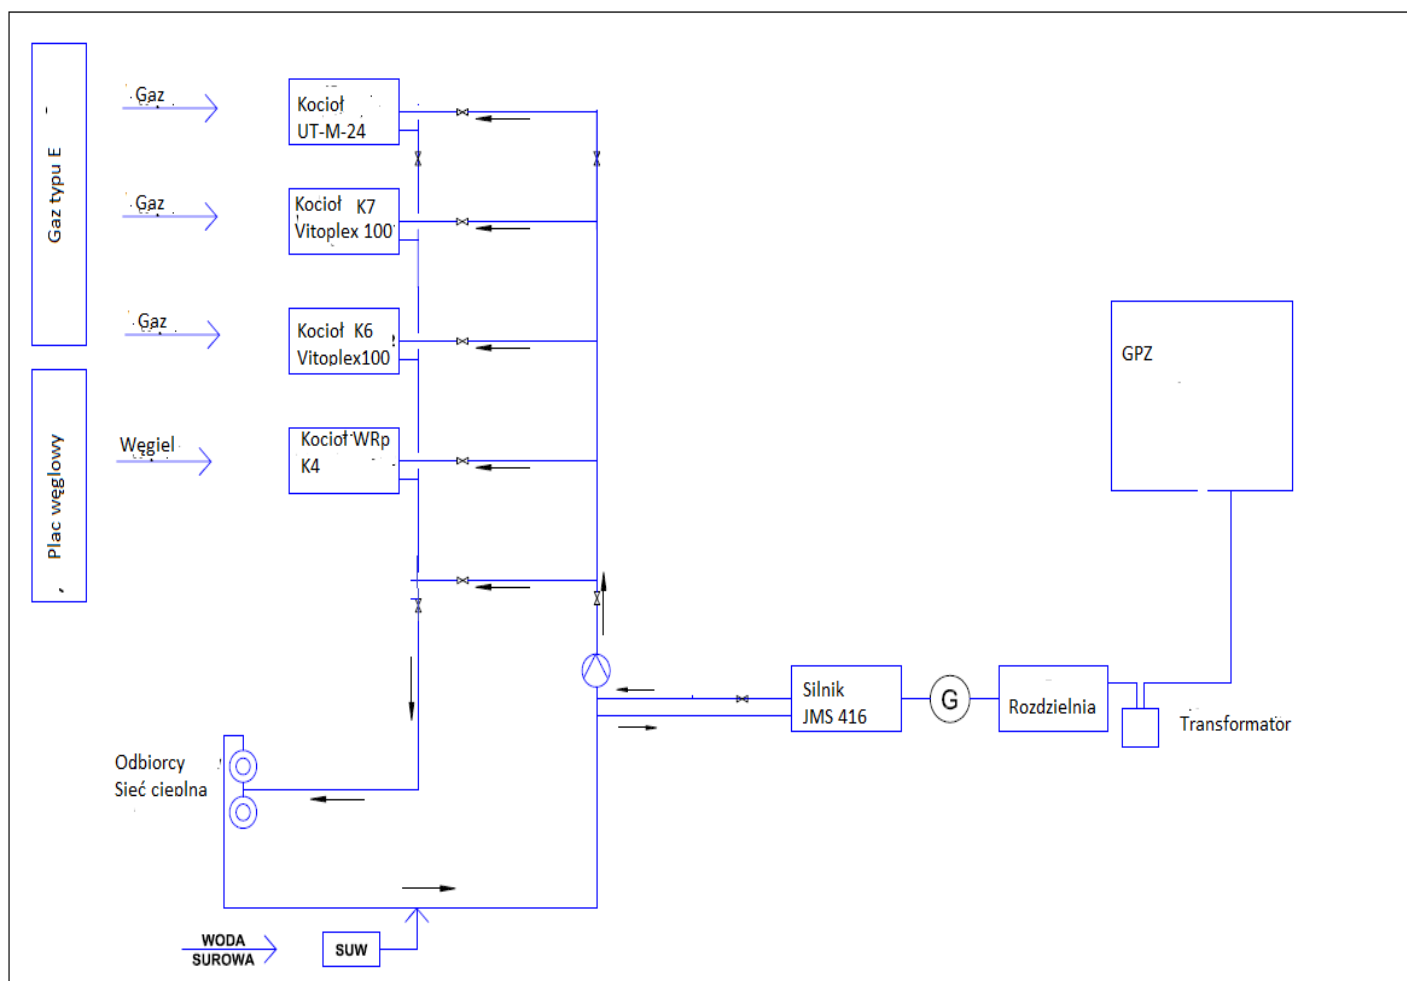 Gaz typu E
Plac węglowy
Gaz
Kocioł
UT-M-24
Gaz
Kocioł K7
Vitoplex 100
Gaz
Kocioł K6
Vitoplex100
Węgiel
Kocioł WRp
K4
GPZ
Silnik
JMS 416
G
Rozdzielnia
Transformator
Odbiorcy
Sieć cieplna
WODA
SUROWA
SUW